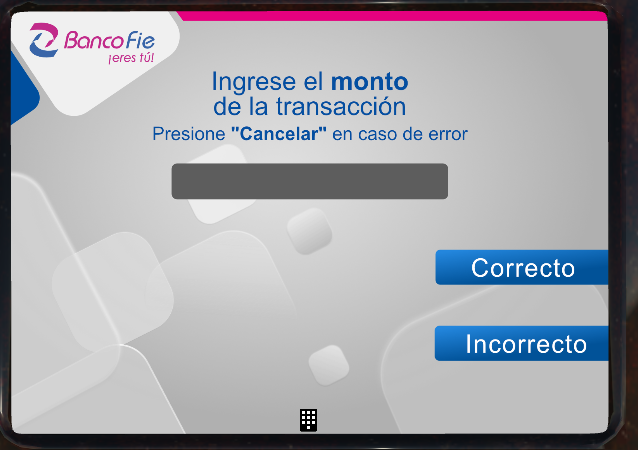 Banco Fie
¡eres tú!
Ingrese el monto
de la transacción
Presione "Cancelar" en caso de error
Correcto
Incorrecto